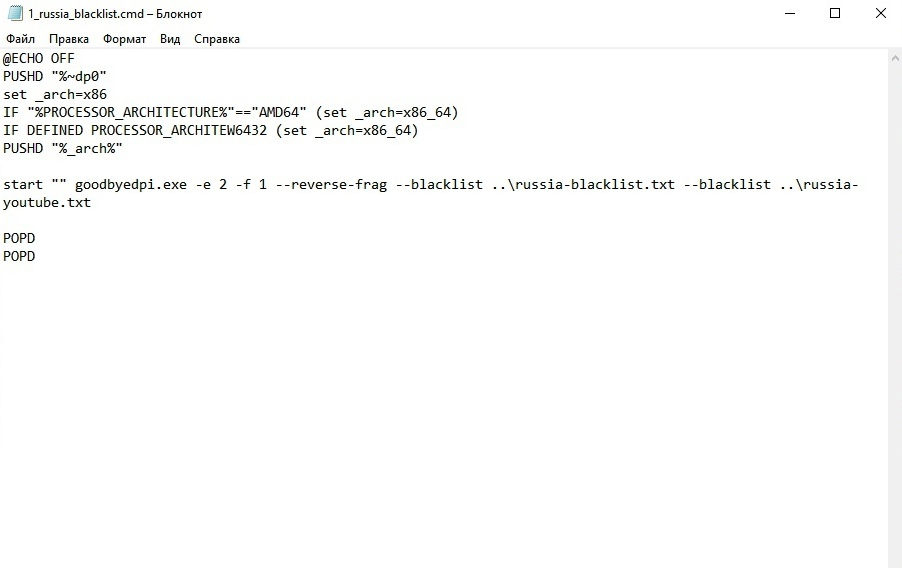 1_russia_blacklist.cmd – Блокнот
Файл Правка Формат Вид Справка
@ECHO OFF
PUSHD "%~dp0"
set _arch=x86
IF "%PROCESSOR_ARCHITECTURE%"=="AMD64" (set _arch=x86_64)
IF DEFINED PROCESSOR_ARCHITEW6432 (set _arch=x86_64)
PUSHD "%_arch%"

start "" goodbyedpi.exe -e 2 -f 1 --reverse-frag --blacklist ..\russia-blacklist.txt --blacklist ..\russia-
youtube.txt

POPD
POPD